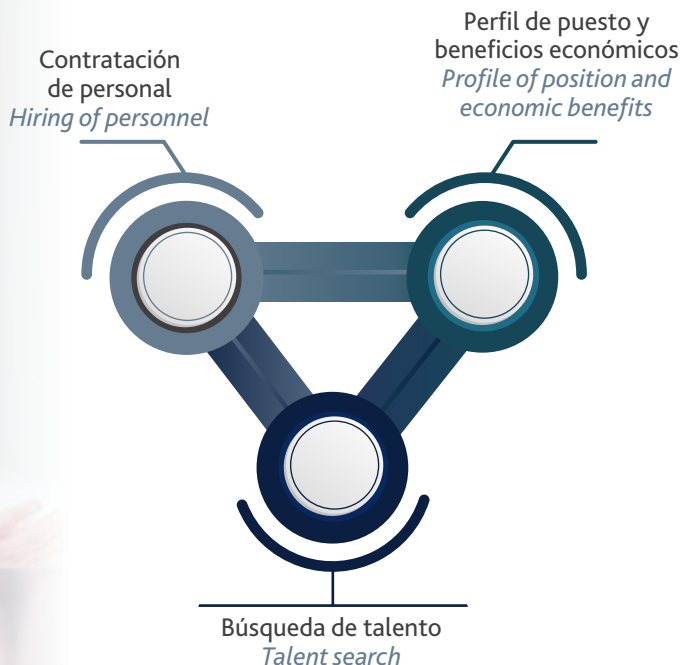 Contratación
de personal
Hiring of personnel
Perfil de puesto y
beneficios económicos
Profile of position and
economic benefits
Búsqueda de talento
Talent search